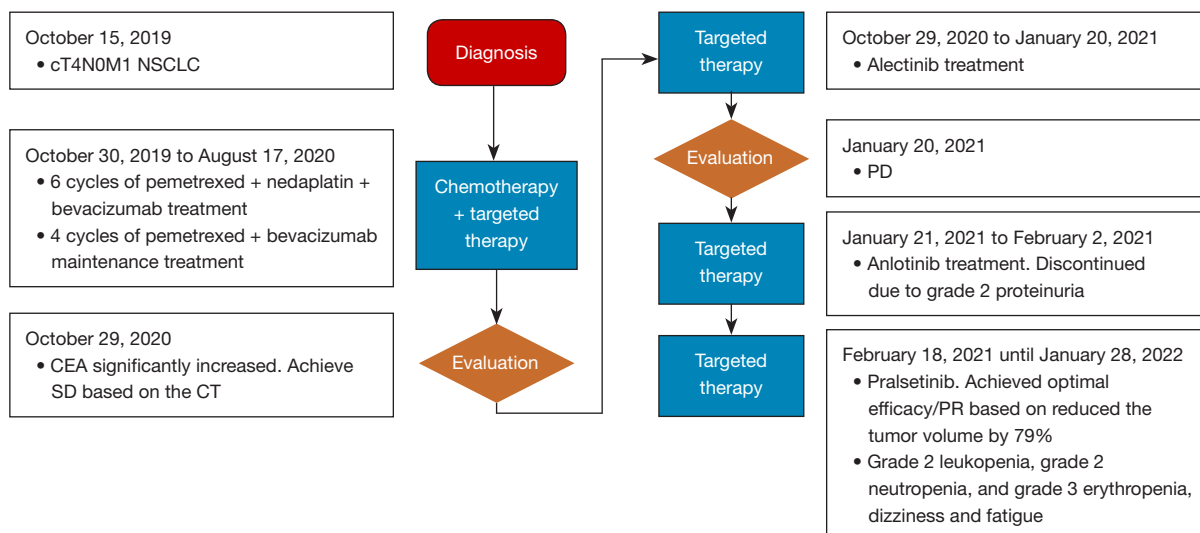 October 15, 2019
• cT4N0M1 NSCLC
October 30, 2019 to August 17, 2020
• 6 cycles of pemetrexed + nedaplatin +
bevacizumab treatment
• 4 cycles of pemetrexed + bevacizumab
maintenance treatment
October 29, 2020
• CEA significantly increased. Achieve
SD based on the CT
Diagnosis
Chemotherapy
+ targeted
therapy
Evaluation
Targeted
therapy
Evaluation
Targeted
therapy
Targeted
therapy
October 29, 2020 to January 20, 2021
• Alectinib treatment
January 20, 2021
• PD
January 21, 2021 to February 2, 2021
• Anlotinib treatment. Discontinued
due to grade 2 proteinuria
February 18, 2021 until January 28, 2022
• Pralsetinib. Achieved optimal
efficacy/PR based on reduced the
tumor volume by 79%
• Grade 2 leukopenia, grade 2
neutropenia, and grade 3 erythropenia,
dizziness and fatigue